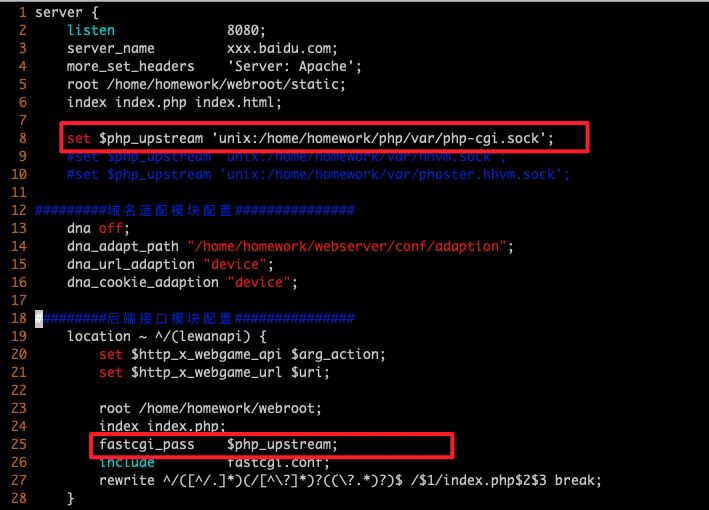 1 server {
2     listen              8080;
3     server_name         xxx.baidu.com;
4     more_set_headers    'Server: Apache';
5     root /home/homework/webroot/static;
6     index index.php index.html;
7
8     set $php_upstream 'unix:/home/homework/php/var/php-cgi.sock';
9     #set $php_upstream 'unix:/home/homework/var/hhvm.sock';
10     #set $php_upstream 'unix:/home/homework/var/phaster.hhvm.sock';
11
12 #########域名适配模块配置###############
13     dna off;
14     dna_adapt_path "/home/homework/webserver/conf/adaption";
15     dna_url_adaption "device";
16     dna_cookie_adaption "device";
17
18 #########后端接口模块配置###############
19     location ~ ^/(lewanapi) {
20         set $http_x_webgame_api $arg_action;
21         set $http_x_webgame_url $uri;
22
23         root /home/homework/webroot;
24         index index.php;
25         fastcgi_pass    $php_upstream;
26         include         fastcgi.conf;
27         rewrite ^/([^/.]*)(/[^\?]*)?((\?.*)?)$ /$1/index.php$2$3 break;
28     }